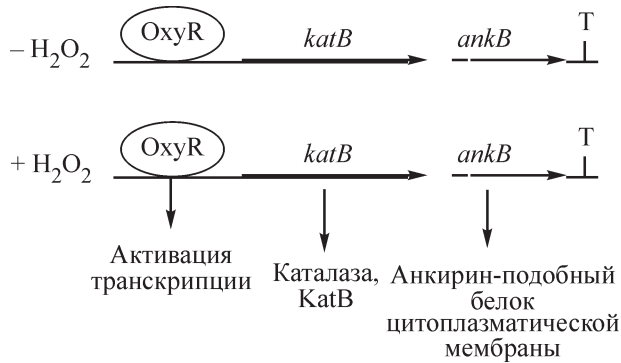 – H₂O₂ OxyR katB ankB T
+ H₂O₂ OxyR katB ankB T
Активация
транскрипции
Каталаза,
KatB
Анкирин-подобный
белок
цитоплазматической
мембраны